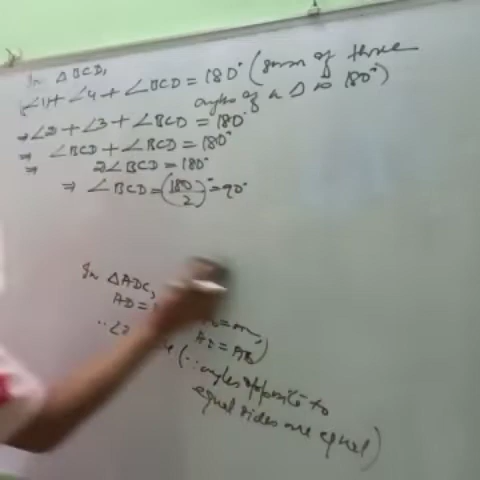 In △BCD,
∠1 + ∠4 + ∠BCD = 180° (sum of three
angles of a △ is 180°)
⇒ ∠2 + ∠3 + ∠BCD = 180°
⇒ ∠BCD + ∠BCD = 180°
⇒ 2∠BCD = 180°
⇒ ∠BCD = (180/2)° = 90°
In △ADC,
AD =
= AB)
(∵ angles opposite to
equal sides are equal)